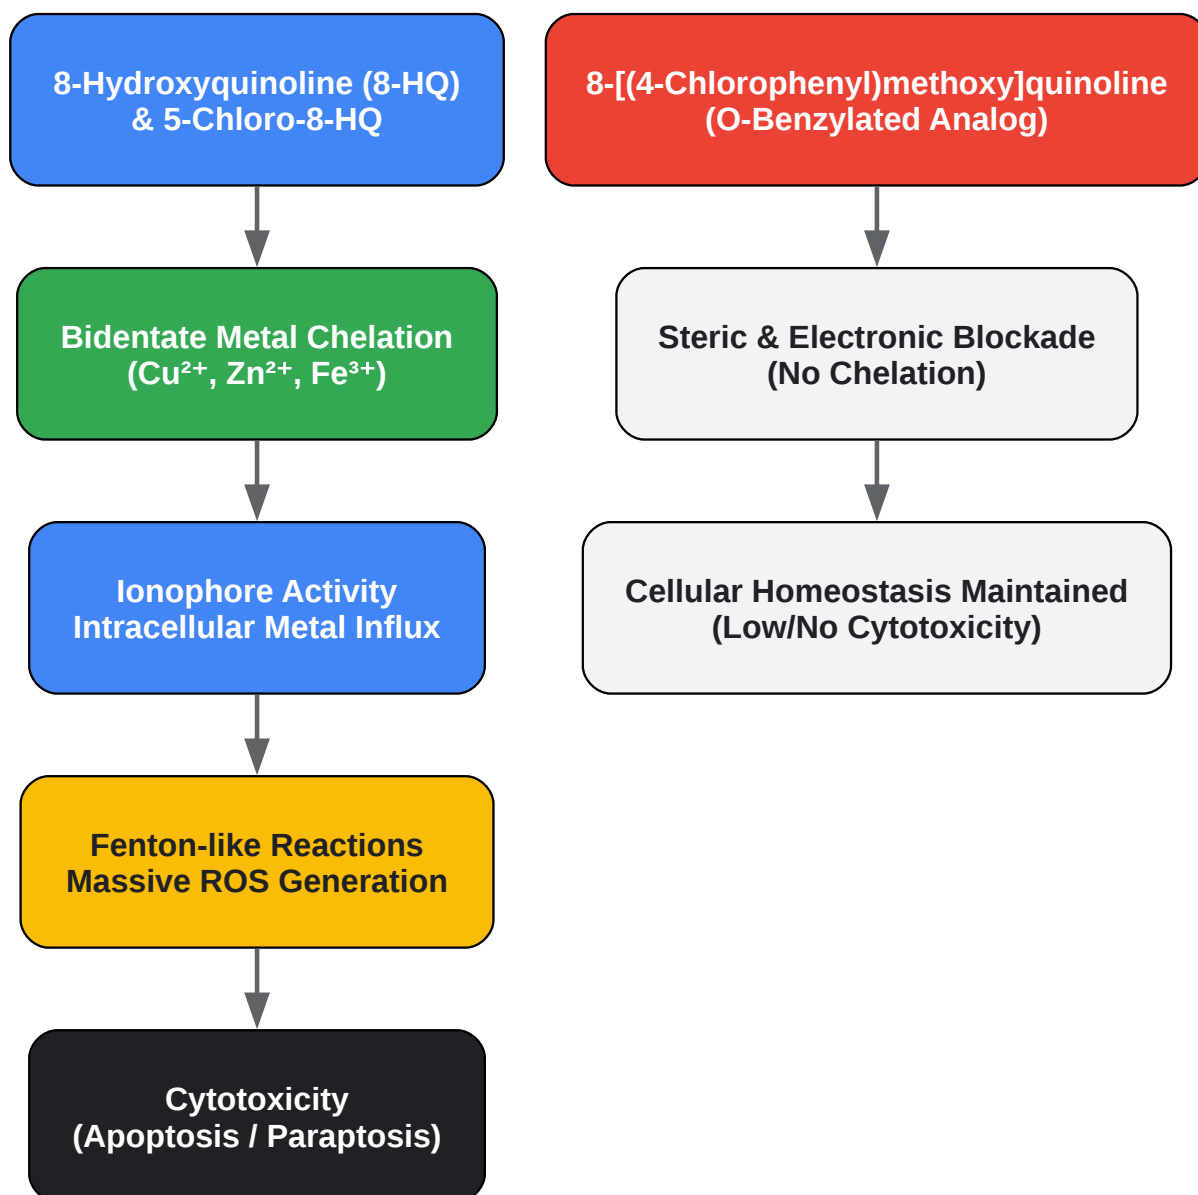 8-Hydroxyquinoline (8-HQ)
& 5-Chloro-8-HQ
Bidentate Metal Chelation
(Cu²⁺, Zn²⁺, Fe³⁺)
Ionophore Activity
Intracellular Metal Influx
Fenton-like Reactions
Massive ROS Generation
Cytotoxicity
(Apoptosis / Paraptosis)
8-[(4-Chlorophenyl)methoxy]quinoline
(O-Benzylated Analog)
Steric & Electronic Blockade
(No Chelation)
Cellular Homeostasis Maintained
(Low/No Cytotoxicity)